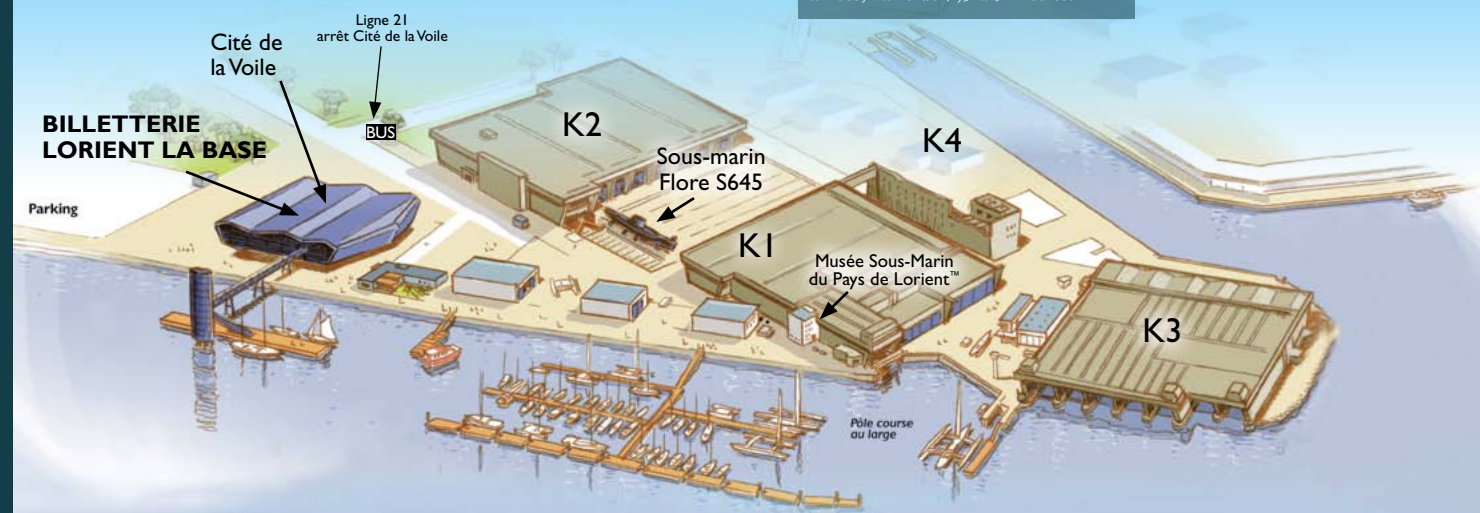 Ligne 21
arrêt Cité de la Voile
Cité de
la Voile
BILLETTERIE
LORIENT LA BASE
BUS
K2
K4
Sous-marin
Flore S645
Parking
K1
Musée Sous-Marin
du Pays de Lorient™
K3
Pôle course
au large